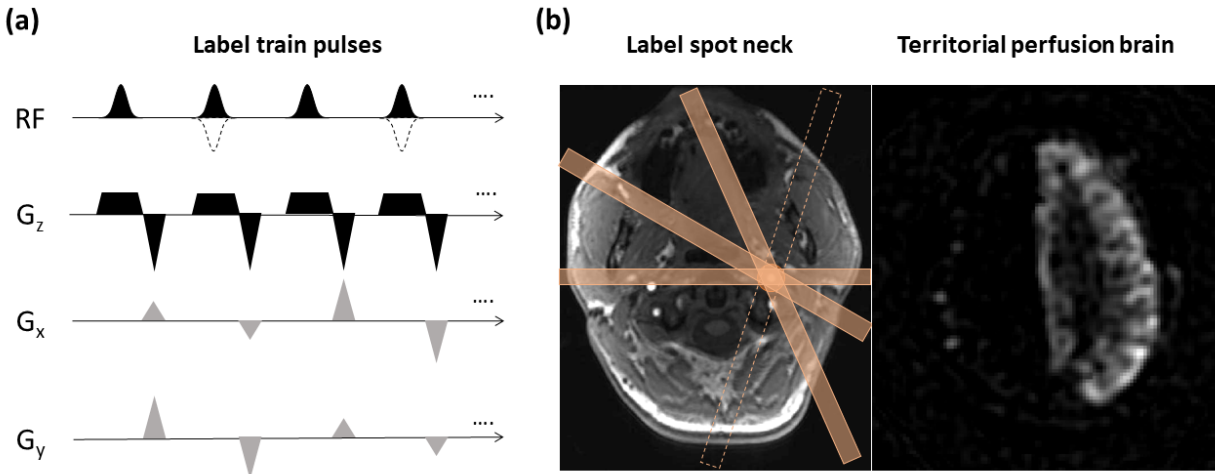 (a)
Label train pulses
RF
....
Gz
....
Gx
....
Gy
....
(b)
Label spot neck
Territorial perfusion brain